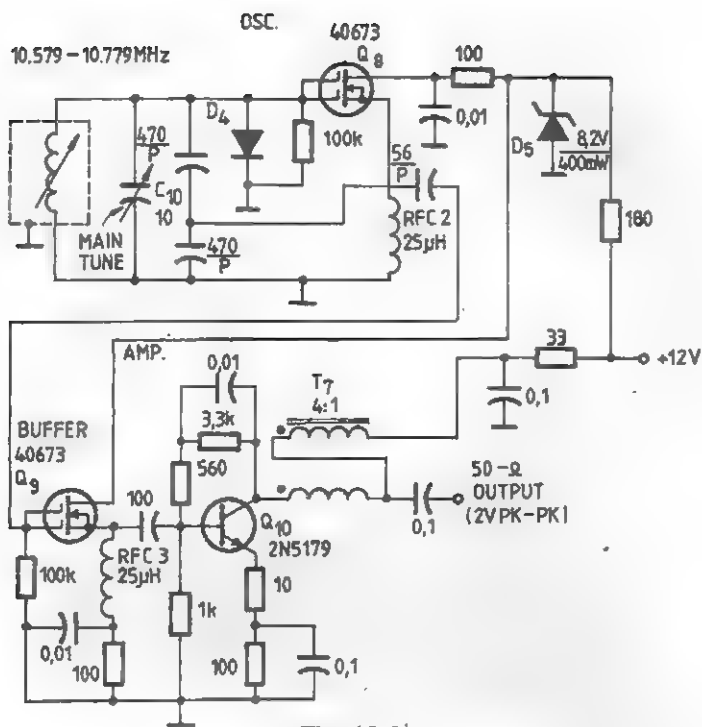 OSC.
10.579 - 10.779MHz
40673
Q8
100
D4
100k
0,01
D5
8,2V
400mW
470
P
C10
10
MAIN
TUNE
56
P
RFC 2
25µH
180
470
P
AMP.
0,01
3,3k
T7
4:1
33
+12V
0,1
BUFFER
40673
Q9
560
100
50-Ω
OUTPUT
(2VPK-PK)
0,1
Q10
2N5179
RFC 3
25µH
100k
10
1k
0,01
100
100
0,1